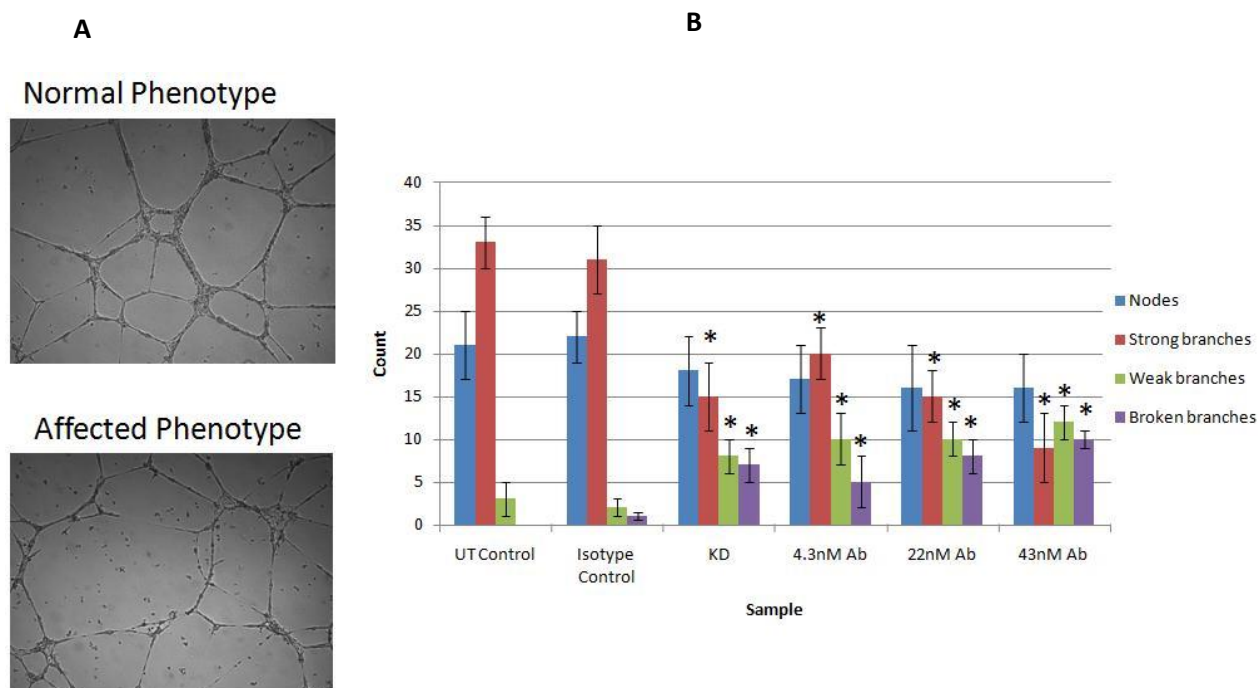 A
B
Normal Phenotype
Affected Phenotype
40
35
30
25
20
15
10
5
0
Count
* * * * * * * * * * * *
UT Control
Isotype
Control
KD
4.3nM Ab
22nM Ab
43nM Ab
Sample
Nodes
Strong branches
Weak branches
Broken branches